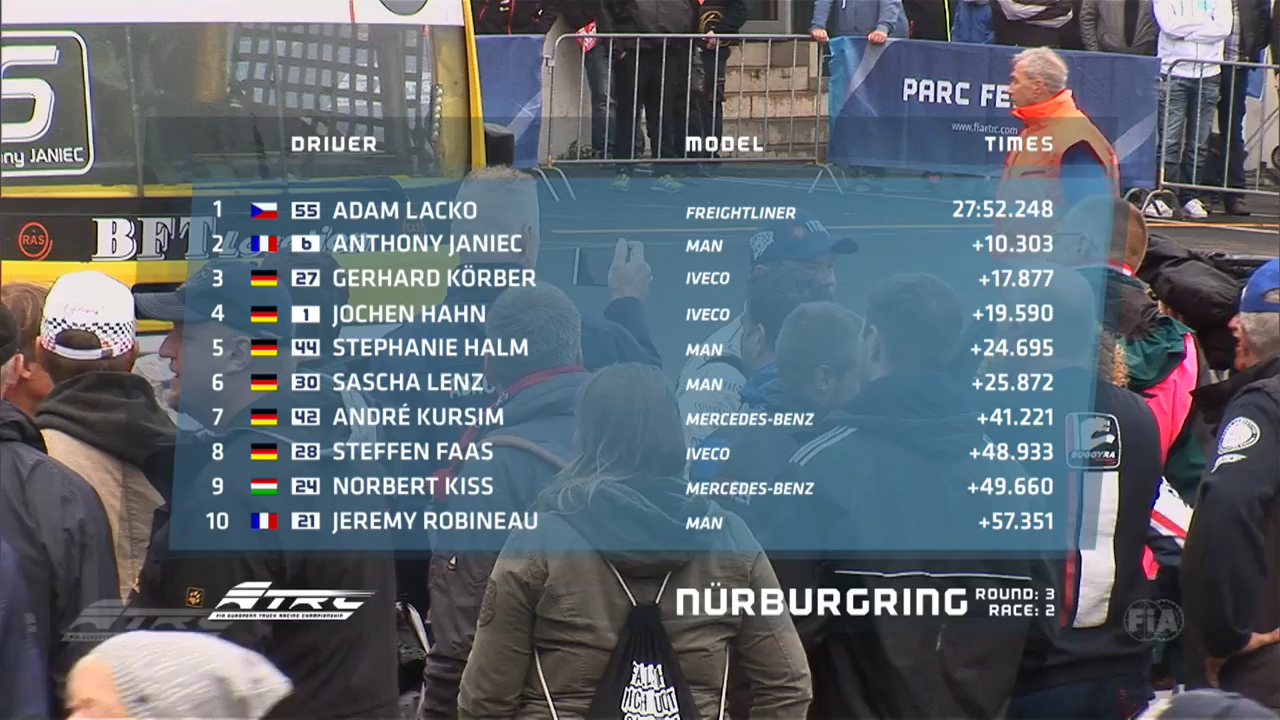 5
ny JANIEC
PARC FE
www.fiaetrc.com
DRIVER MODEL TIMES
1 55 ADAM LACKO FREIGHTLINER 27:52.248
2 6 ANTHONY JANIEC MAN +10.303
3 27 GERHARD KÖRBER IVECO +17.877
4 1 JOCHEN HAHN IVECO +19.590
5 44 STEPHANIE HALM MAN +24.695
6 30 SASCHA LENZ MAN +25.872
7 42 ANDRÉ KURSIM MERCEDES-BENZ +41.221
8 28 STEFFEN FAAS IVECO +48.933
9 24 NORBERT KISS MERCEDES-BENZ +49.660
10 21 JEREMY ROBINEAU MAN +57.351
RAS
BFT
BUGGYRA
ETRC
FIA EUROPEAN TRUCK RACING CHAMPIONSHIP
NÜRBURGRING ROUND: 3
RACE: 2
FiA